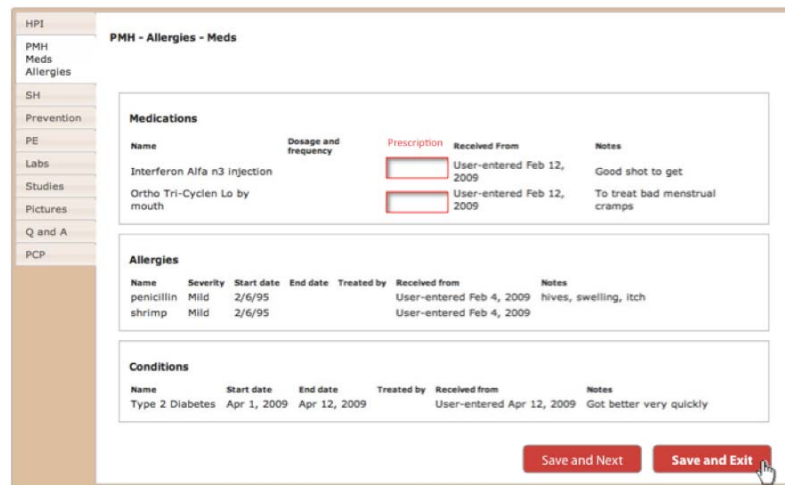 HPI
PMH
Meds
Allergies
SH
Prevention
PE
Labs
Studies
Pictures
Q and A
PCP
PMH - Allergies - Meds
Medications
Name Dosage and frequency Prescription Received From Notes
Interferon Alfa n3 injection User-entered Feb 12, 2009 Good shot to get
Ortho Tri-Cyclen Lo by mouth User-entered Feb 12, 2009 To treat bad menstrual cramps
Allergies
Name Severity Start date End date Treated by Received from Notes
penicillin Mild 2/6/95 User-entered Feb 4, 2009 hives, swelling, itch
shrimp Mild 2/6/95 User-entered Feb 4, 2009
Conditions
Name Start date End date Treated by Received from Notes
Type 2 Diabetes Apr 1, 2009 Apr 12, 2009 User-entered Apr 12, 2009 Got better very quickly
Save and Next Save and Exit